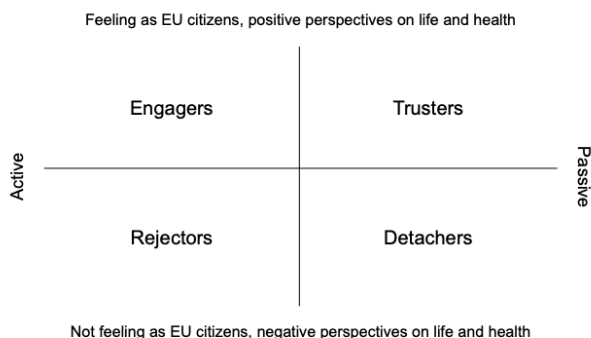 Feeling as EU citizens, positive perspectives on life and health
Engagers
Trusters
Active
Passive
Rejectors
Detachers
Not feeling as EU citizens, negative perspectives on life and health